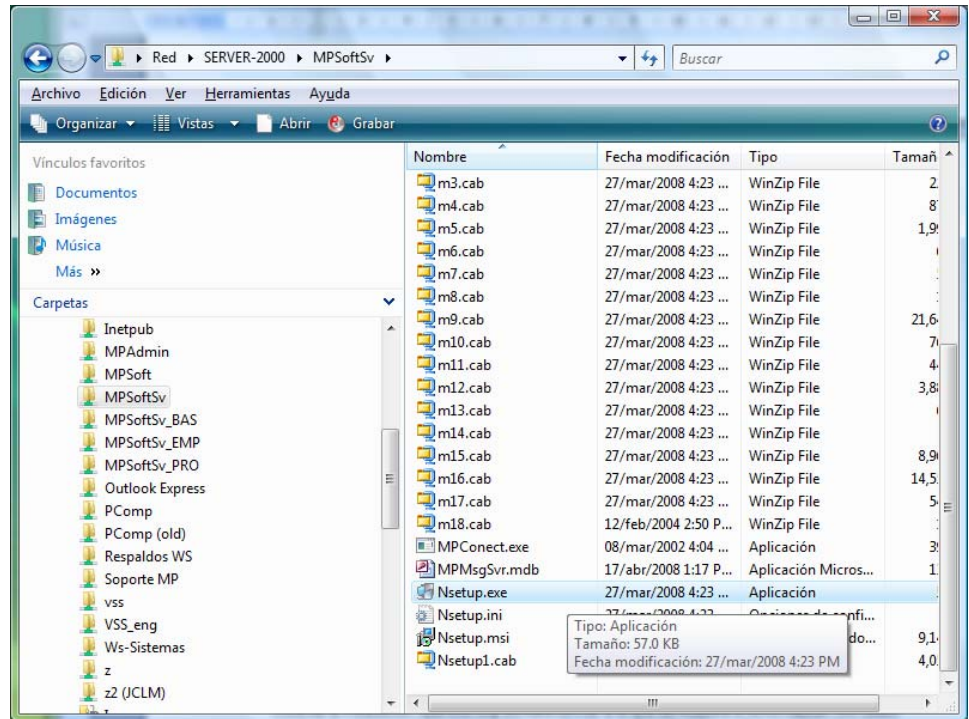 Red ▸ SERVER-2000 ▸ MPSoftSv ▸
Buscar
Archivo Edición Ver Herramientas Ayuda
Organizar Vistas Abrir Grabar
Vínculos favoritos
Documentos
Imágenes
Música
Más »
Carpetas
Inetpub
MPAdmin
MPSoft
MPSoftSv
MPSoftSv_BAS
MPSoftSv_EMP
MPSoftSv_PRO
Outlook Express
PComp
PComp (old)
Respaldos WS
Soporte MP
vss
VSS_eng
Ws-Sistemas
z
z2 (JCLM)
Nombre Fecha modificación Tipo Tamañ
m3.cab 27/mar/2008 4:23 ... WinZip File
m4.cab 27/mar/2008 4:23 ... WinZip File
m5.cab 27/mar/2008 4:23 ... WinZip File
m6.cab 27/mar/2008 4:23 ... WinZip File
m7.cab 27/mar/2008 4:23 ... WinZip File
m8.cab 27/mar/2008 4:23 ... WinZip File
m9.cab 27/mar/2008 4:23 ... WinZip File
m10.cab 27/mar/2008 4:23 ... WinZip File
m11.cab 27/mar/2008 4:23 ... WinZip File
m12.cab 27/mar/2008 4:23 ... WinZip File
m13.cab 27/mar/2008 4:23 ... WinZip File
m14.cab 27/mar/2008 4:23 ... WinZip File
m15.cab 27/mar/2008 4:23 ... WinZip File
m16.cab 27/mar/2008 4:23 ... WinZip File
m17.cab 27/mar/2008 4:23 ... WinZip File
m18.cab 12/feb/2004 2:50 P... WinZip File
MPConect.exe 08/mar/2002 4:04 ... Aplicación
MPMsgSvr.mdb 17/abr/2008 1:17 P... Aplicación Micros...
Nsetup.exe 27/mar/2008 4:23 ... Aplicación
Nsetup.ini
Nsetup.msi
Nsetup1.cab
Tipo: Aplicación
Tamaño: 57.0 KB
Fecha modificación: 27/mar/2008 4:23 PM